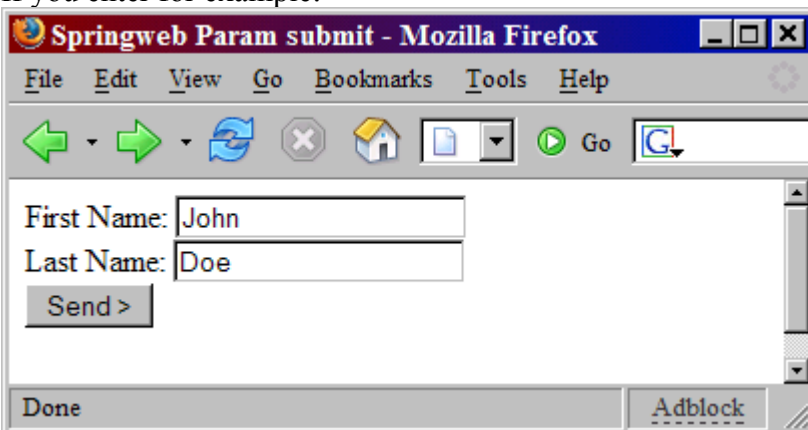 Springweb Param submit - Mozilla Firefox
File Edit View Go Bookmarks Tools Help
Go G
First Name: John
Last Name: Doe
Send >
Done Adblock